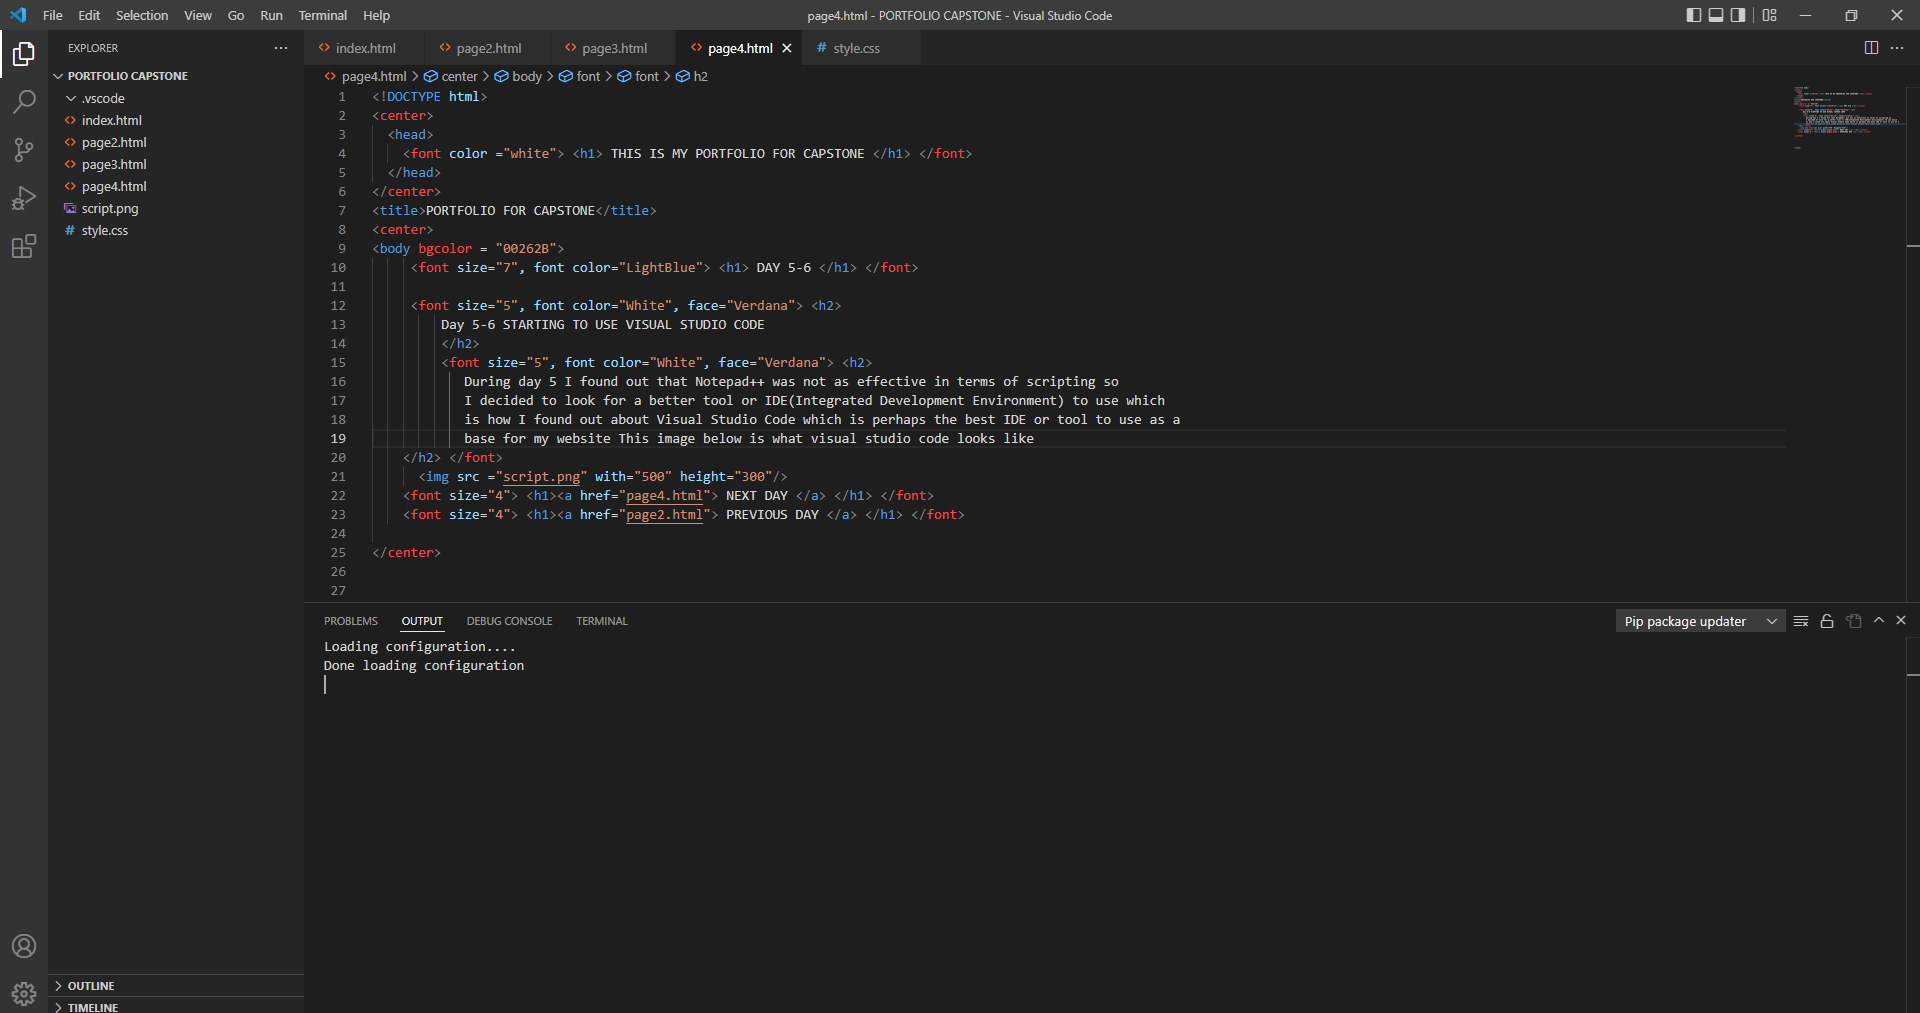 File Edit Selection View Go Run Terminal Help
page4.html - PORTFOLIO CAPSTONE - Visual Studio Code
EXPLORER
PORTFOLIO CAPSTONE
.vscode
index.html
page2.html
page3.html
page4.html
script.png
# style.css
OUTLINE
TIMELINE
index.html page2.html page3.html page4.html # style.css
page4.html > center > body > font > font > h2
1 <!DOCTYPE html>
2 <center>
3 <head>
4 <font color ="white"> <h1> THIS IS MY PORTFOLIO FOR CAPSTONE </h1> </font>
5 </head>
6 </center>
7 <title>PORTFOLIO FOR CAPSTONE</title>
8 <center>
9 <body bgcolor = "00262B">
10 <font size="7", font color="LightBlue"> <h1> DAY 5-6 </h1> </font>
11
12 <font size="5", font color="White", face="Verdana"> <h2>
13 Day 5-6 STARTING TO USE VISUAL STUDIO CODE
14 </h2>
15 <font size="5", font color="White", face="Verdana"> <h2>
16 During day 5 I found out that Notepad++ was not as effective in terms of scripting so
17 I decided to look for a better tool or IDE(Integrated Development Environment) to use which
18 is how I found out about Visual Studio Code which is perhaps the best IDE or tool to use as a
19 base for my website This image below is what visual studio code looks like
20 </h2> </font>
21 <img src ="script.png" with="500" height="300"/>
22 <font size="4"> <h1><a href="page4.html"> NEXT DAY </a> </h1> </font>
23 <font size="4"> <h1><a href="page2.html"> PREVIOUS DAY </a> </h1> </font>
24
25 </center>
26
27
PROBLEMS OUTPUT DEBUG CONSOLE TERMINAL
Pip package updater
Loading configuration....
Done loading configuration